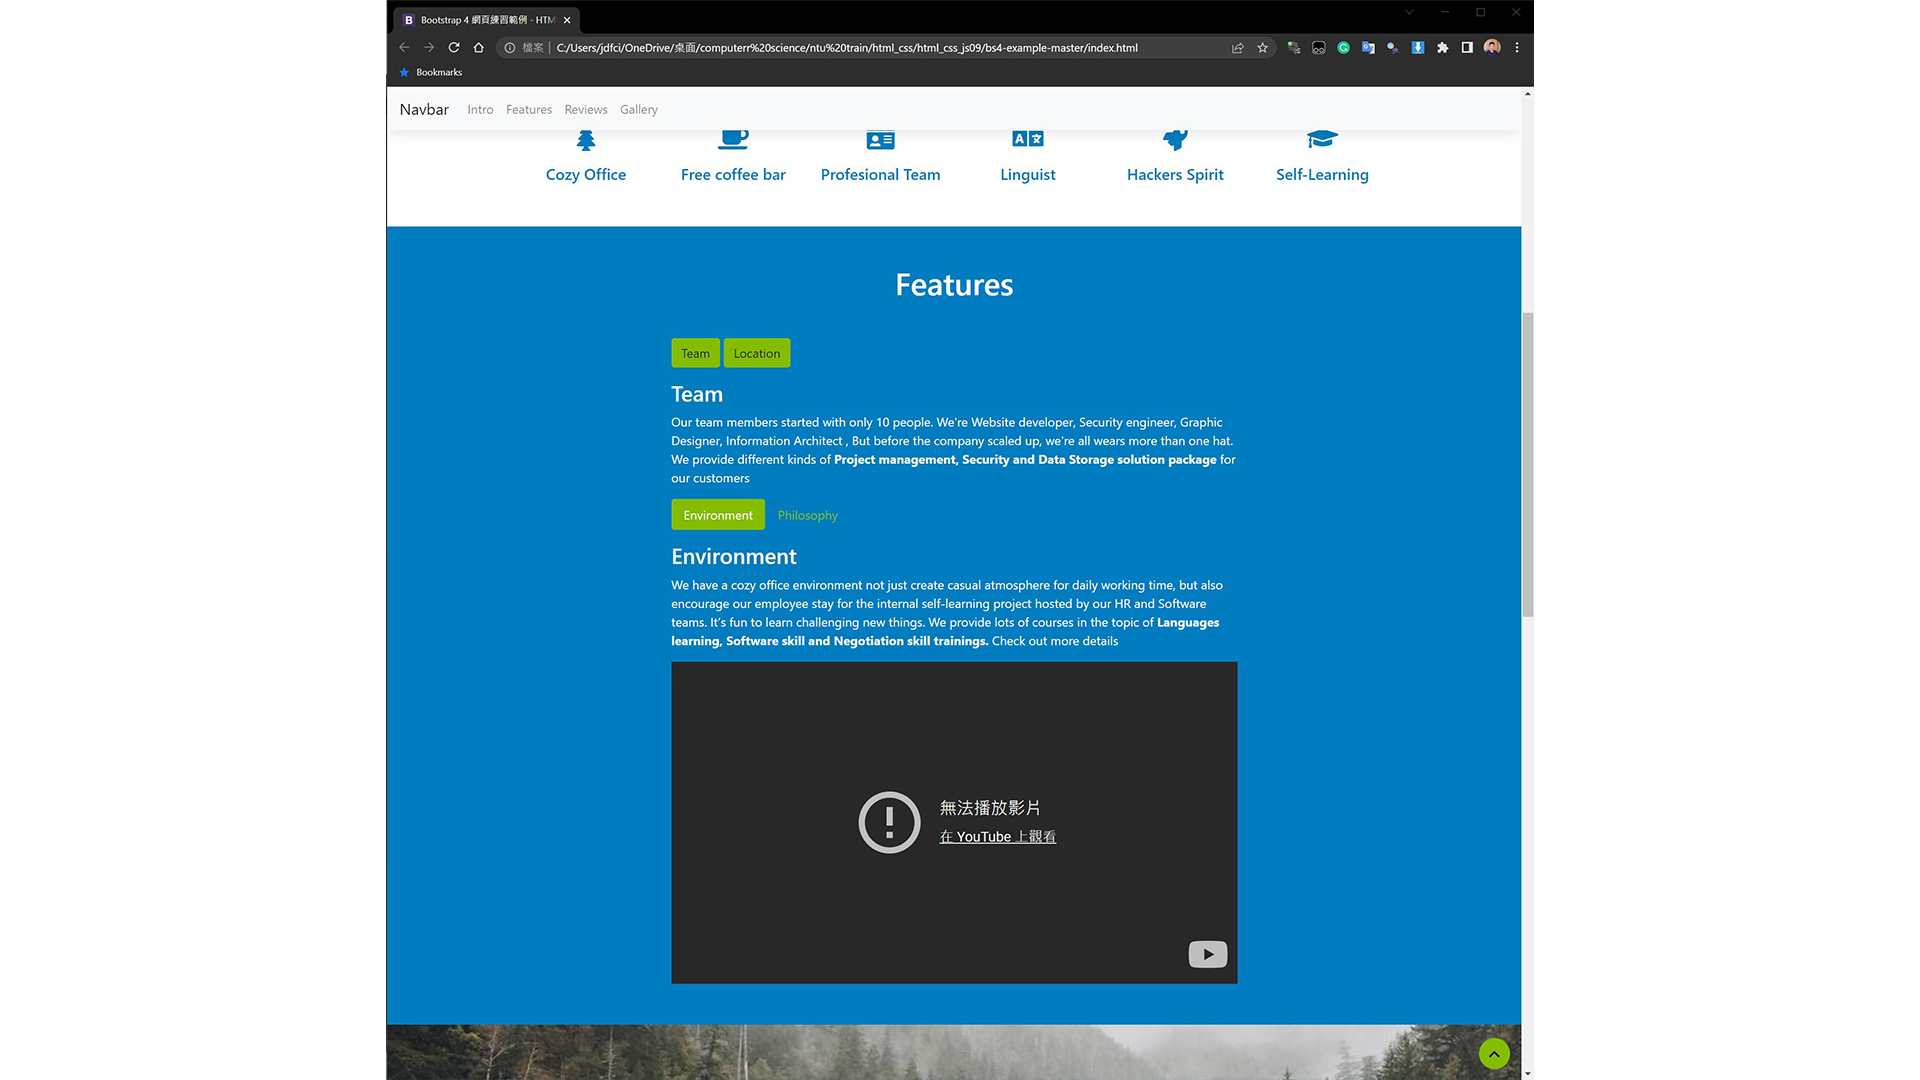 Bootstrap 4 網頁練習範例 - HTM
檔案 C:/Users/jdfci/OneDrive/桌面/computerr%20science/ntu%20train/html_css/html_css_js09/bs4-example-master/index.html
Bookmarks
Navbar Intro Features Reviews Gallery
Cozy Office Free coffee bar Profesional Team Linguist Hackers Spirit Self-Learning
Features
Team Location
Team
Our team members started with only 10 people. We're Website developer, Security engineer, Graphic
Designer, Information Architect , But before the company scaled up, we're all wears more than one hat.
We provide different kinds of Project management, Security and Data Storage solution package for
our customers
Environment Philosophy
Environment
We have a cozy office environment not just create casual atmosphere for daily working time, but also
encourage our employee stay for the internal self-learning project hosted by our HR and Software
teams. It's fun to learn challenging new things. We provide lots of courses in the topic of Languages
learning, Software skill and Negotiation skill trainings. Check out more details
無法播放影片
在 YouTube 上觀看